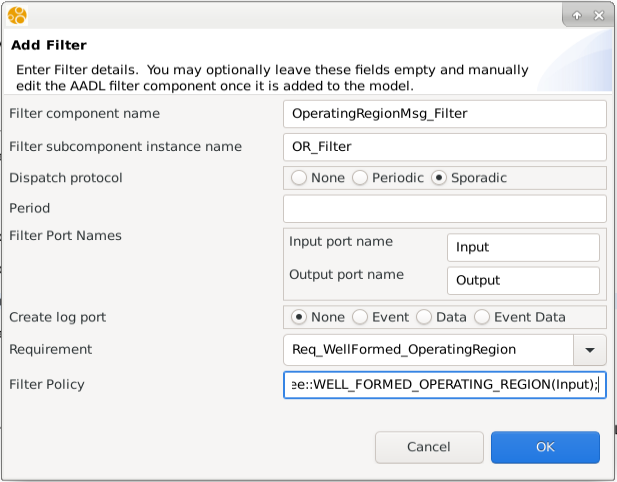 Add Filter
Enter Filter details.  You may optionally leave these fields empty and manually
edit the AADL filter component once it is added to the model.
Filter component name OperatingRegionMsg_Filter
Filter subcomponent instance name OR_Filter
Dispatch protocol None Periodic Sporadic
Period
Filter Port Names
Input port name Input
Output port name Output
Create log port None Event Data Event Data
Requirement Req_WellFormed_OperatingRegion
Filter Policy ee::WELL_FORMED_OPERATING_REGION(Input);
Cancel OK